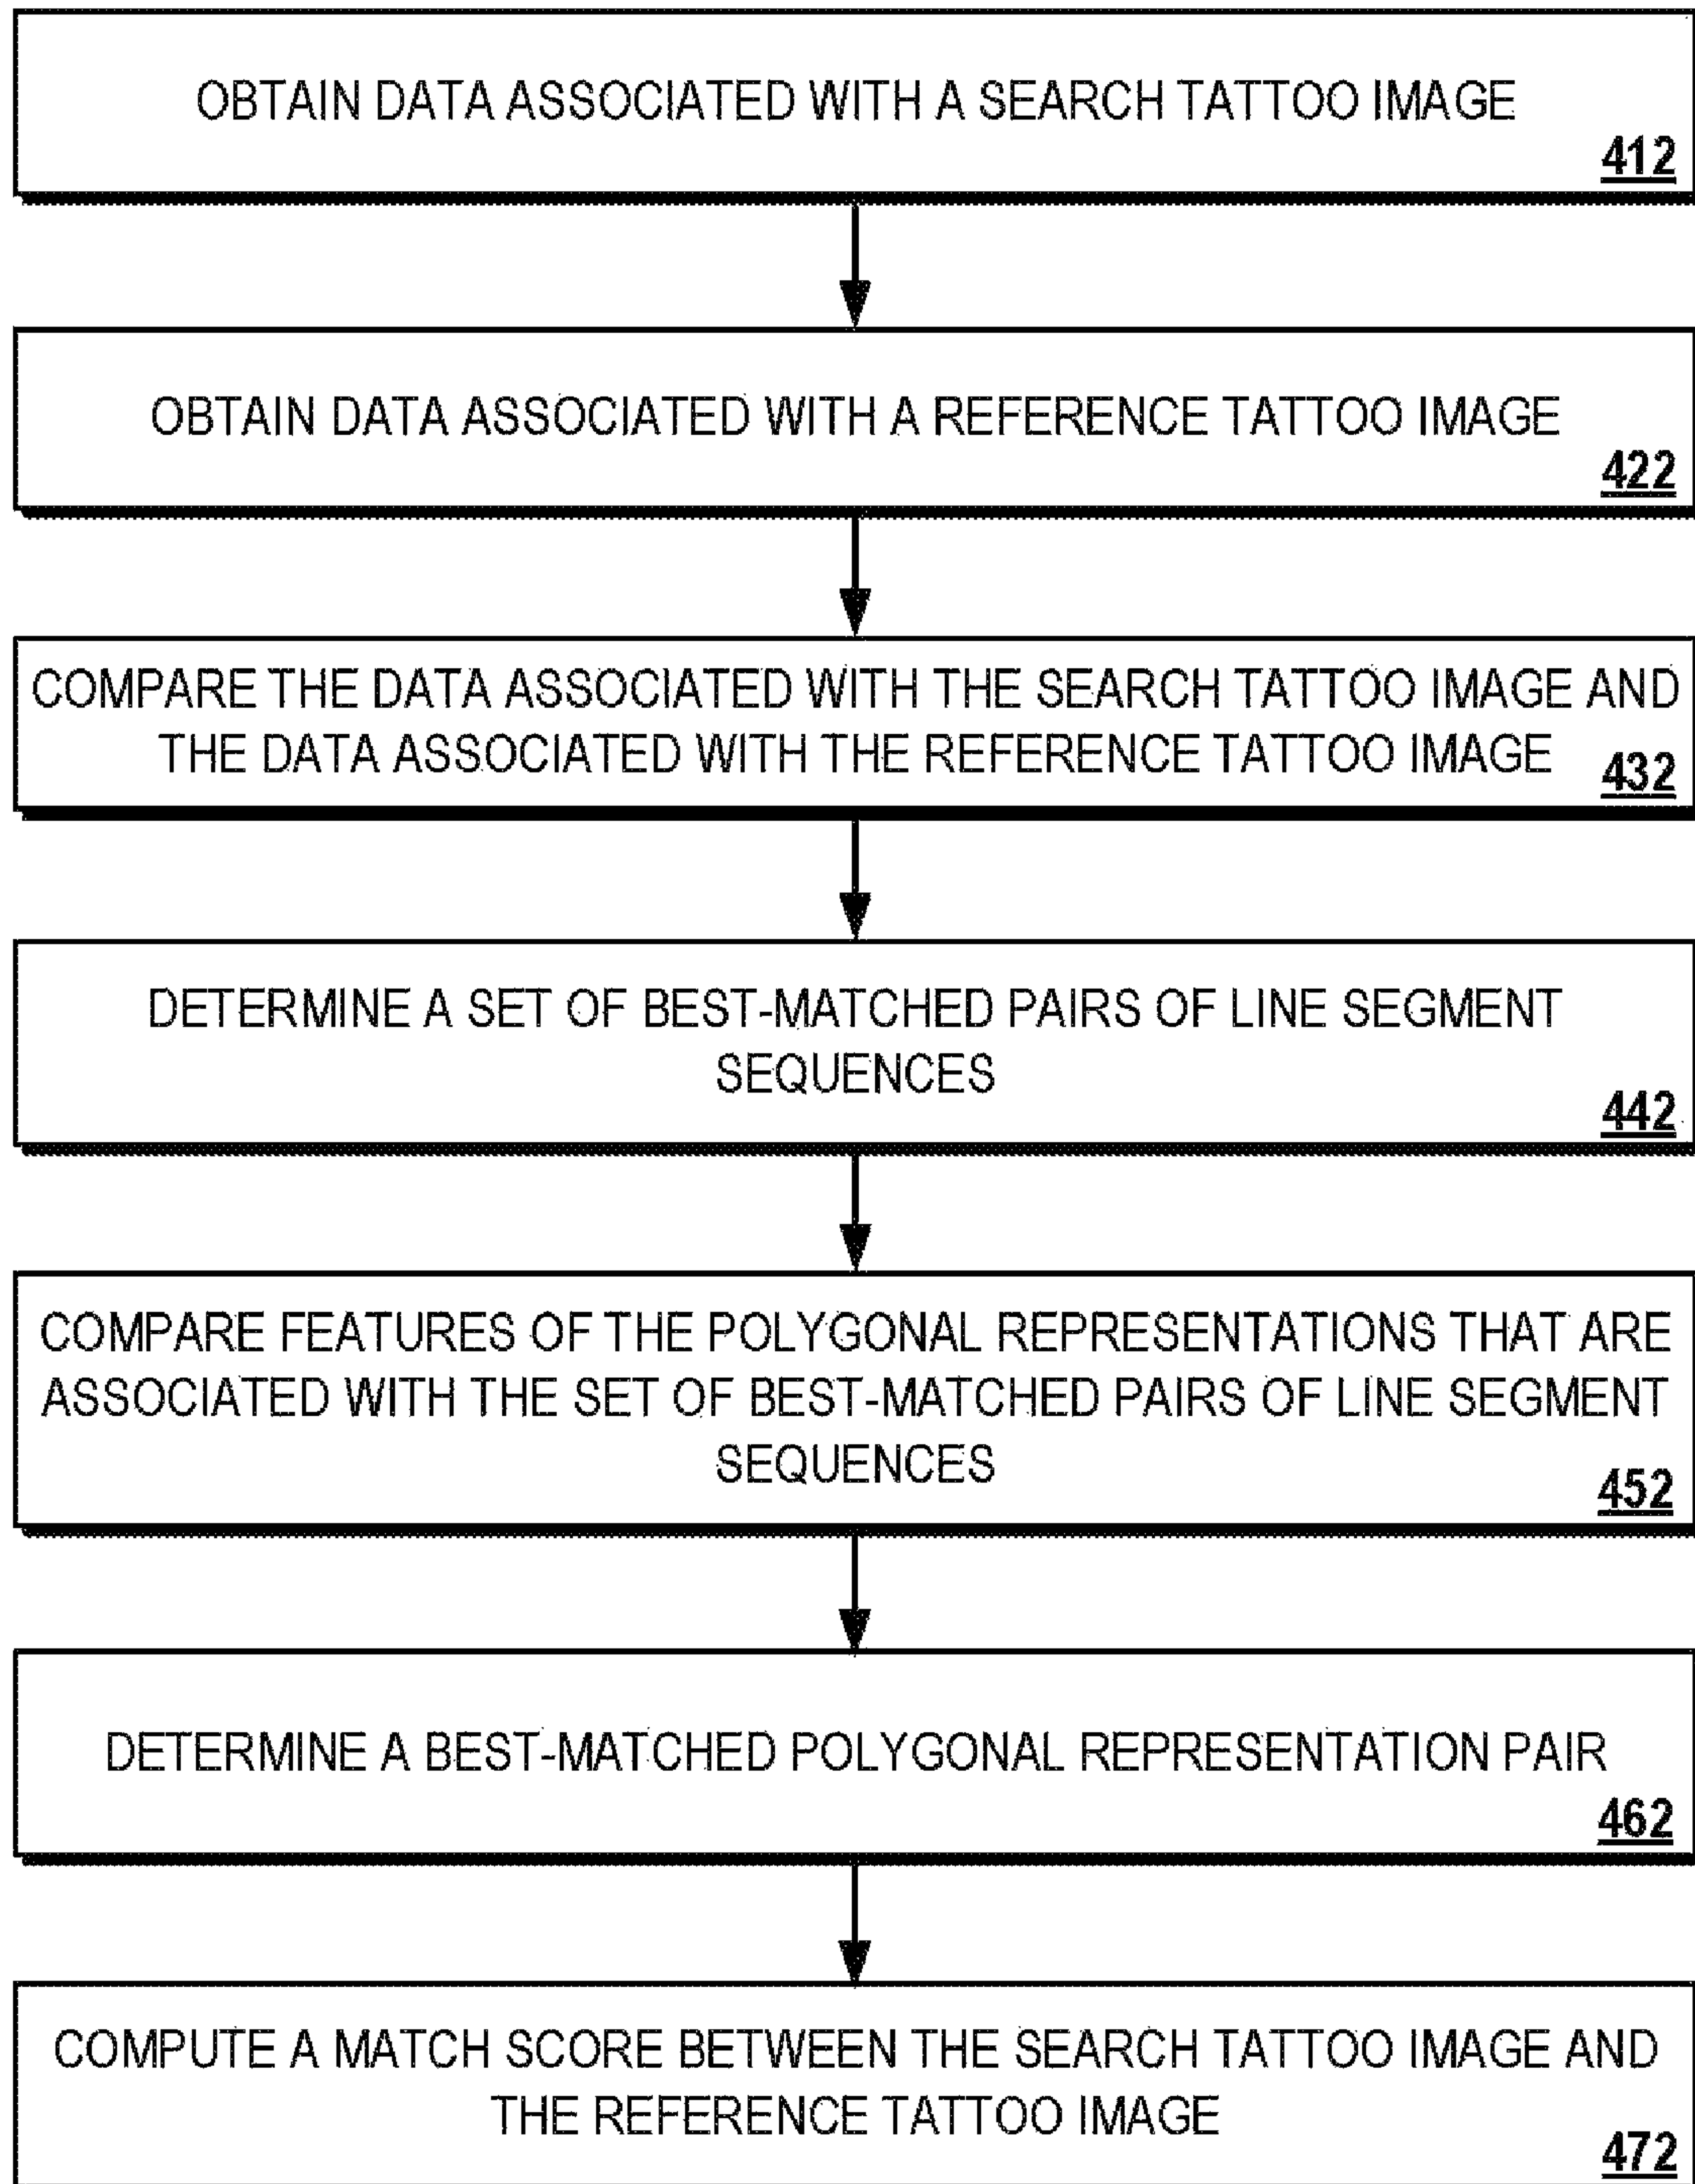 OBTAIN DATA ASSOCIATED WITH A SEARCH TATTOO IMAGE
412
OBTAIN DATA ASSOCIATED WITH A REFERENCE TATTOO IMAGE
422
COMPARE THE DATA ASSOCIATED WITH THE SEARCH TATTOO IMAGE AND
THE DATA ASSOCIATED WITH THE REFERENCE TATTOO IMAGE
432
DETERMINE A SET OF BEST-MATCHED PAIRS OF LINE SEGMENT
SEQUENCES
442
COMPARE FEATURES OF THE POLYGONAL REPRESENTATIONS THAT ARE
ASSOCIATED WITH THE SET OF BEST-MATCHED PAIRS OF LINE SEGMENT
SEQUENCES
452
DETERMINE A BEST-MATCHED POLYGONAL REPRESENTATION PAIR
462
COMPUTE A MATCH SCORE BETWEEN THE SEARCH TATTOO IMAGE AND
THE REFERENCE TATTOO IMAGE
472